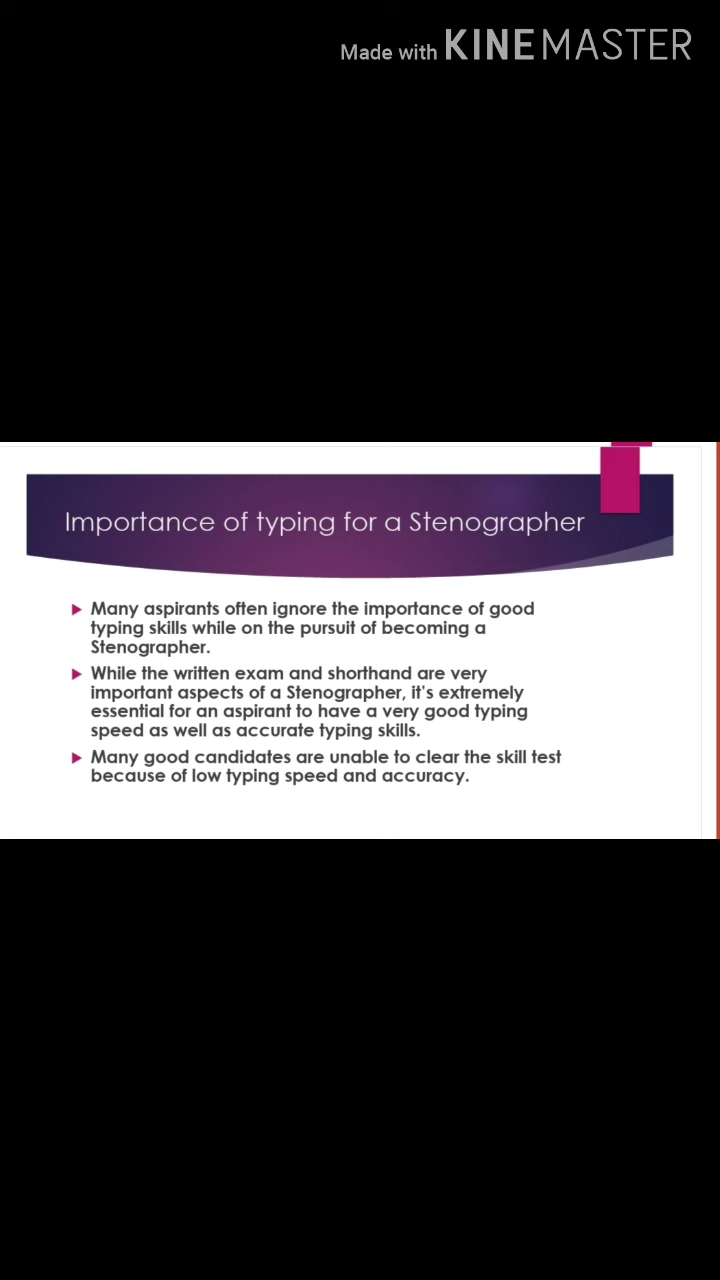 Made with KINEMASTER
Importance of typing for a Stenographer
Many aspirants often ignore the importance of good
typing skills while on the pursuit of becoming a
Stenographer.
While the written exam and shorthand are very
important aspects of a Stenographer, it's extremely
essential for an aspirant to have a very good typing
speed as well as accurate typing skills.
Many good candidates are unable to clear the skill test
because of low typing speed and accuracy.